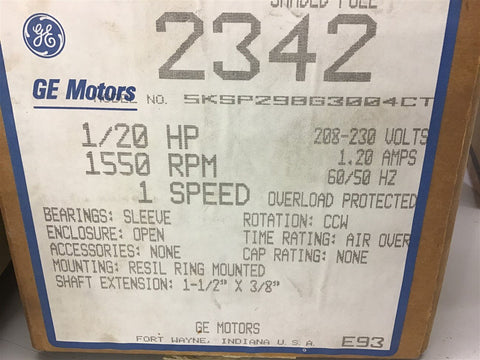 SHADED POLE
2342
GE
GE Motors
MODEL NO. 5KSP29BG3004CT
1/20 HP
208-230 VOLTS
1550 RPM
1.20 AMPS
60/50 HZ
1 SPEED
OVERLOAD PROTECTED
BEARINGS: SLEEVE
ROTATION: CCW
ENCLOSURE: OPEN
TIME RATING: AIR OVER
ACCESSORIES: NONE
CAP RATING: NONE
MOUNTING: RESIL RING MOUNTED
SHAFT EXTENSION: 1-1/2" X 3/8"
GE MOTORS
FORT WAYNE, INDIANA U.S.A.
E93